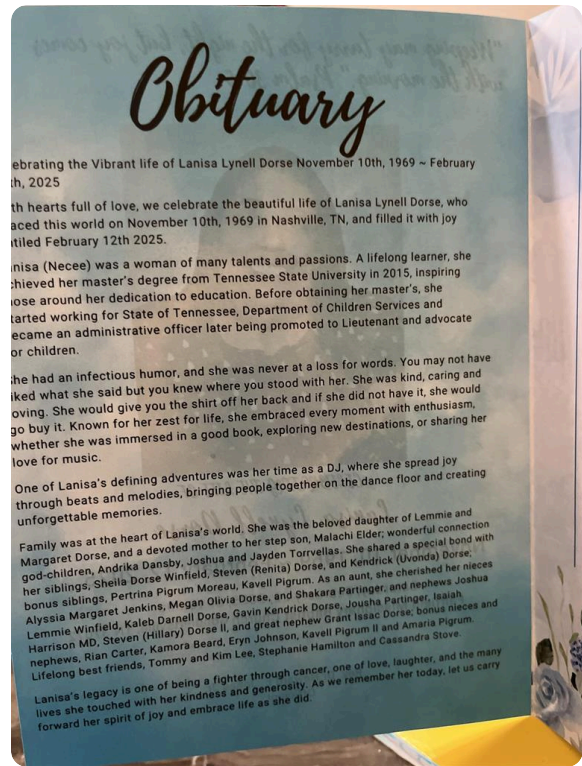 Obituary
ebrating the Vibrant life of Lanisa Lynell Dorse November 10th, 1969 ~ February
th, 2025
th hearts full of love, we celebrate the beautiful life of Lanisa Lynell Dorse, who
aced this world on November 10th, 1969 in Nashville, TN, and filled it with joy
ntiled February 12th 2025.
anisa (Necee) was a woman of many talents and passions. A lifelong learner, she
chieved her master's degree from Tennessee State University in 2015, inspiring
ose around her dedication to education. Before obtaining her master's, she
tarted working for State of Tennessee, Department of Children Services and
ecame an administrative officer later being promoted to Lieutenant and advocate
or children.
he had an infectious humor, and she was never at a loss for words. You may not have
iked what she said but you knew where you stood with her. She was kind, caring and
oving. She would give you the shirt off her back and if she did not have it, she would
go buy it. Known for her zest for life, she embraced every moment with enthusiasm,
whether she was immersed in a good book, exploring new destinations, or sharing her
love for music.
One of Lanisa's defining adventures was her time as a DJ, where she spread joy
through beats and melodies, bringing people together on the dance floor and creating
unforgettable memories.
Family was at the heart of Lanisa's world. She was the beloved daughter of Lemmie and
Margaret Dorse, and a devoted mother to her step son, Malachi Elder; wonderful connection
god-children, Andrika Dansby, Joshua and Jayden Torrvellas. She shared a special bond with
her siblings, Sheila Dorse Winfield, Steven (Renita) Dorse, and Kendrick (Uvonda) Dorse;
bonus siblings, Pertrina Pigrum Moreau, Kavell Pigrum. As an aunt, she cherished her nieces
Alyssia Margaret Jenkins, Megan Olivia Dorse, and Shakara Partinger, and nephews Joshua
Lemmie Winfield, Kaleb Darnell Dorse, Gavin Kendrick Dorse, Jousha Partinger, Isaiah
Harrison MD, Steven (Hillary) Dorse II, and great nephew Grant Issac Dorse; bonus nieces and
nephews, Rian Carter, Kamora Beard, Eryn Johnson, Kavell Pigrum II and Amaria Pigrum.
Lifelong best friends, Tommy and Kim Lee, Stephanie Hamilton and Cassandra Stove.
Lanisa's legacy is one of being a fighter through cancer, one of love, laughter, and the many
lives she touched with her kindness and generosity. As we remember her today, let us carry
forward her spirit of joy and embrace life as she did.